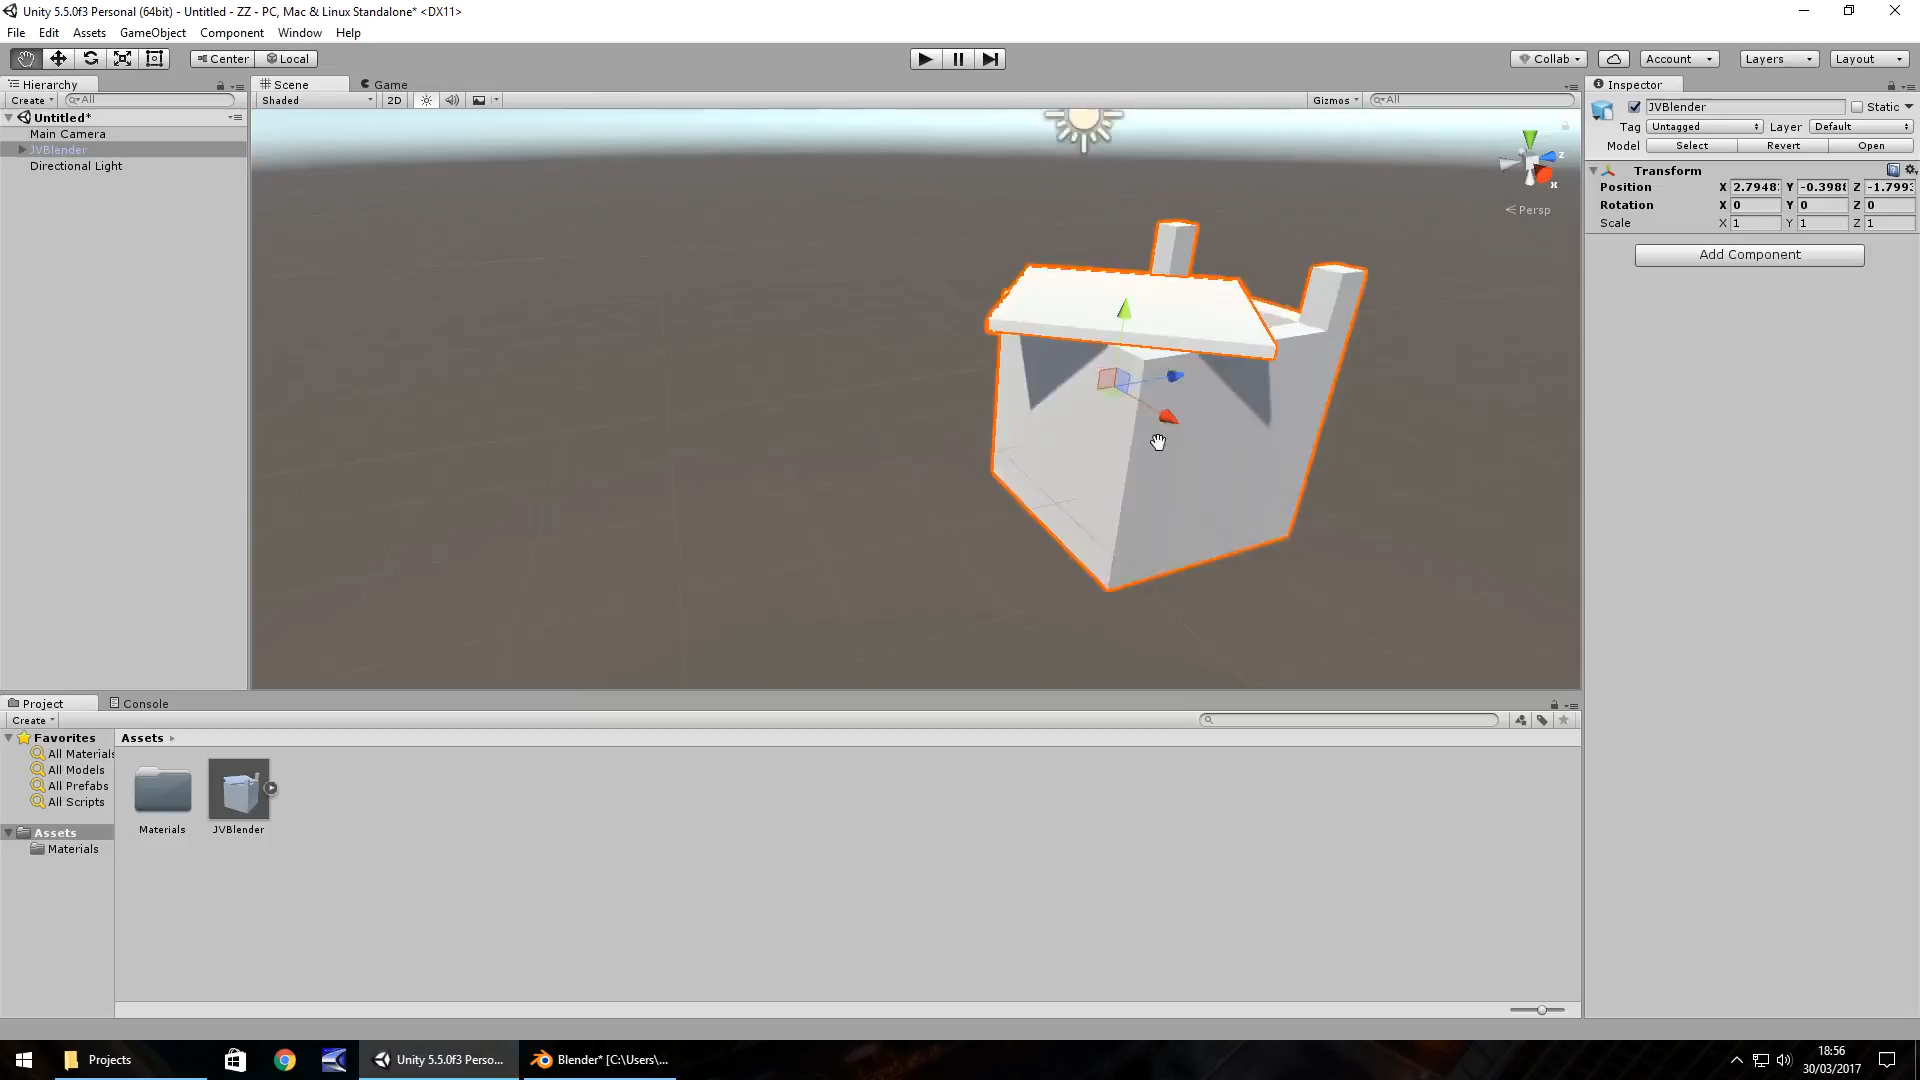 Unity 5.5.0f3 Personal (64bit) - Untitled - ZZ - PC, Mac & Linux Standalone* <DX11>
File Edit Assets GameObject Component Window Help
Center Local Collab Account Layers Layout
Hierarchy Scene Game Inspector
Create All Shaded 2D Gizmos All JVBlender Static
Untitled*
Tag Untagged Layer Default
Main Camera
Model Select Revert Open
JVBlender
Directional Light
Transform
Position X 2.7948 Y -0.398 Z -1.799
Rotation X 0 Y 0 Z 0
Scale X 1 Y 1 Z 1
z
x
Persp
Add Component
Project Console
Create
Favorites Assets
All Materials
All Models
All Prefabs
All Scripts
Materials JVBlender
Assets
Materials
Projects Unity 5.5.0f3 Perso... Blender* [C:\Users\...
18:56
30/03/2017